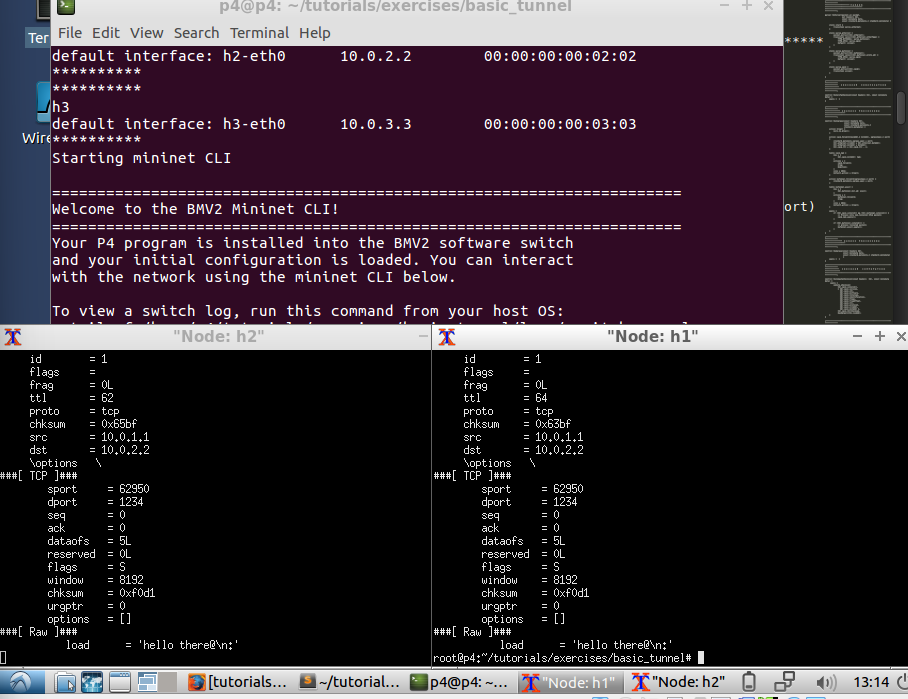 p4@p4: ~/tutorials/exercises/basic_tunnel
File Edit View Search Terminal Help
default interface: h2-eth0 10.0.2.2 00:00:00:00:02:02
**********
**********
h3
default interface: h3-eth0 10.0.3.3 00:00:00:00:03:03
**********
Starting mininet CLI
======================================================================
Welcome to the BMV2 Mininet CLI!
======================================================================
Your P4 program is installed into the BMV2 software switch
and your initial configuration is loaded. You can interact
with the network using the mininet CLI below.
To view a switch log, run this command from your host OS:
Ter
Wire
*****
ort)
"Node: h2"
id = 1
flags =
frag = 0L
ttl = 62
proto = tcp
chksum = 0x65bf
src = 10.0.1.1
dst = 10.0.2.2
\options \
###[ TCP ]###
sport = 62950
dport = 1234
seq = 0
ack = 0
dataofs = 5L
reserved = 0L
flags = S
window = 8192
chksum = 0xf0d1
urgptr = 0
options = []
###[ Raw ]###
load = 'hello there@\n:'
"Node: h1"
id = 1
flags =
frag = 0L
ttl = 64
proto = tcp
chksum = 0x63bf
src = 10.0.1.1
dst = 10.0.2.2
\options \
###[ TCP ]###
sport = 62950
dport = 1234
seq = 0
ack = 0
dataofs = 5L
reserved = 0L
flags = S
window = 8192
chksum = 0xf0d1
urgptr = 0
options = []
###[ Raw ]###
load = 'hello there@\n:'
root@p4:~/tutorials/exercises/basic_tunnel#
[tutorials... ~/tutorial... p4@p4: ~... "Node: h1" "Node: h2" 13:14